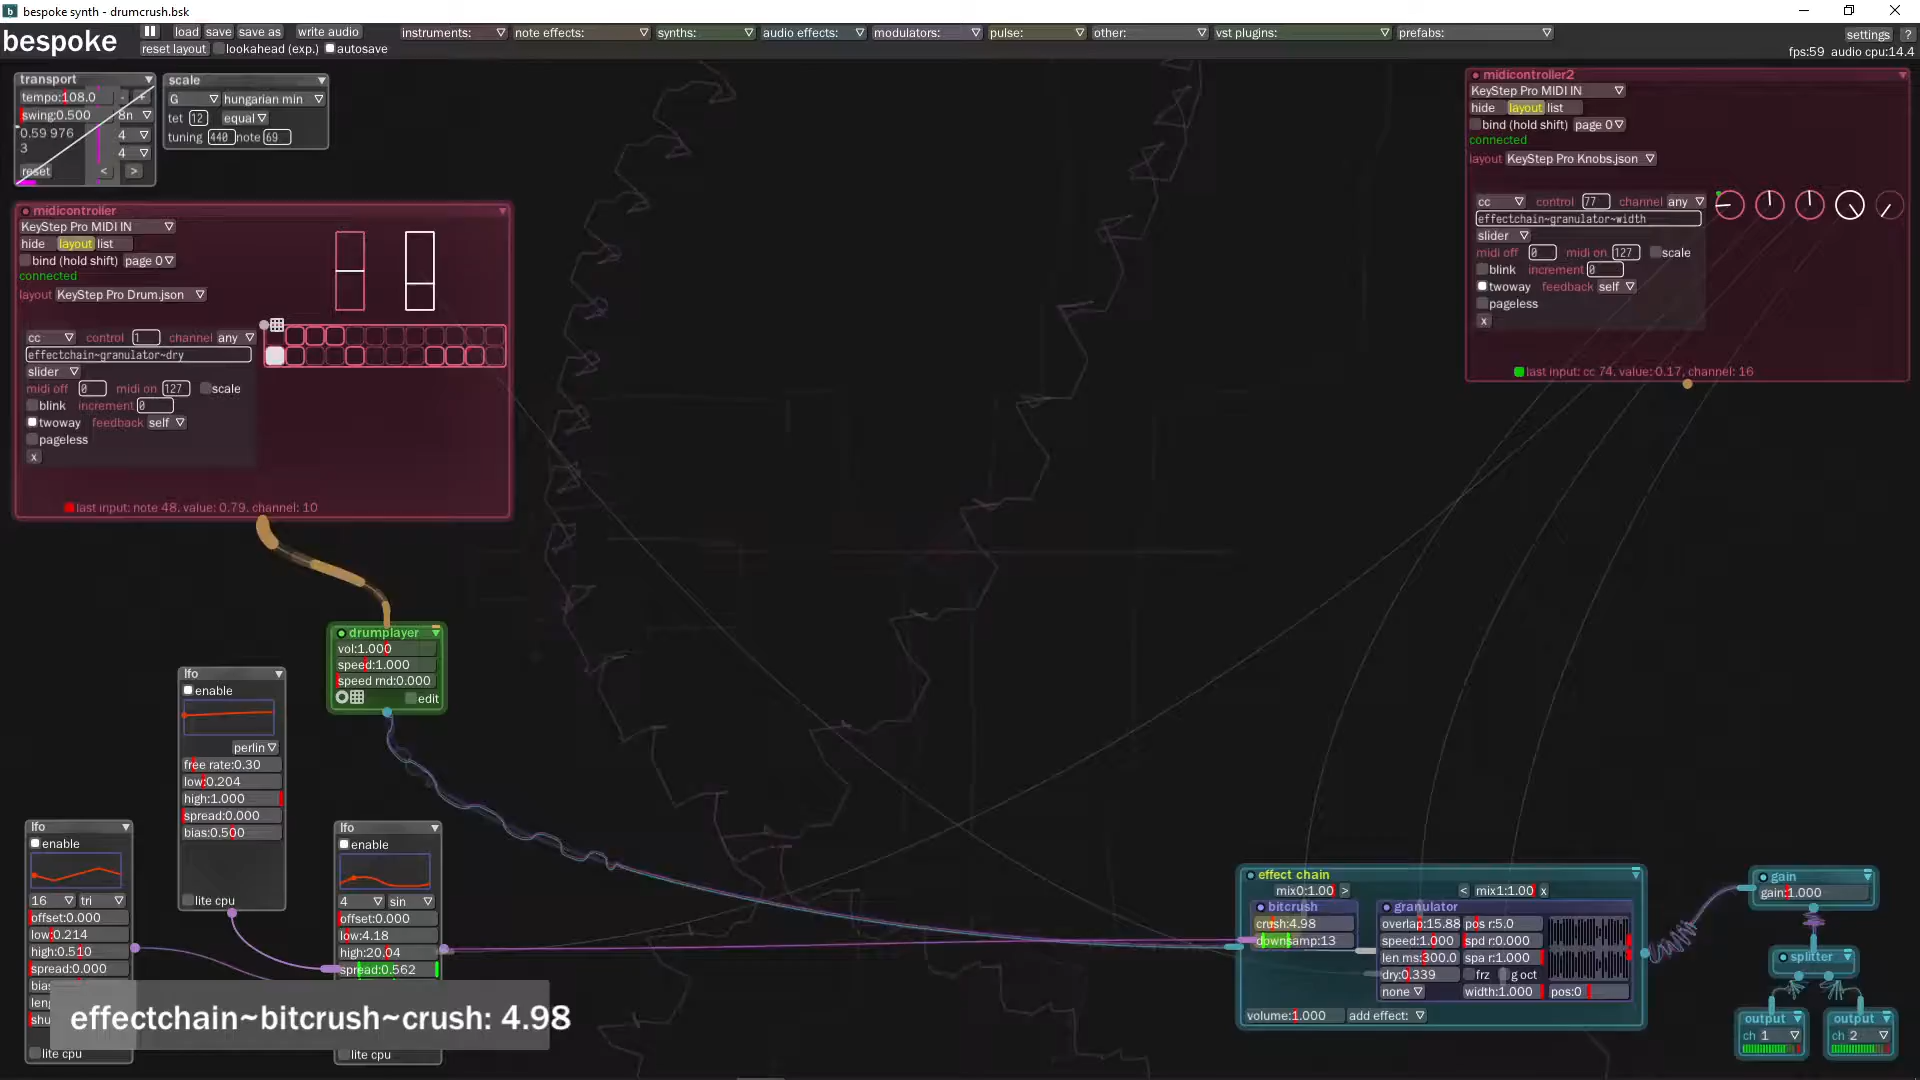 bespoke synth - drumcrush.bsk
bespoke
load save save as write audio
reset layout lookahead (exp.) autosave
instruments: note effects: synths: audio effects: modulators: pulse: other: vst plugins: prefabs:
settings ?
fps:59 audio cpu:14.4
transport
tempo:108.0 - +
swing:0.500 8n
0.59 976 4
3 4
reset < >
scale
G hungarian min
tet 12 equal
tuning 440 note 69
midicontroller
KeyStep Pro MIDI IN
hide layout list
bind (hold shift) page 0
connected
layout KeyStep Pro Drum.json
cc control 1 channel any
effectchain~granulator~dry
slider
midi off 0 midi on 127 scale
blink increment 0
twoway feedback self
pageless
x
last input: note 48, value: 0.79, channel: 10
midicontroller2
KeyStep Pro MIDI IN
hide layout list
bind (hold shift) page 0
connected
layout KeyStep Pro Knobs.json
cc control 77 channel any
effectchain~granulator~width
slider
midi off 0 midi on 127 scale
blink increment 0
twoway feedback self
pageless
x
last input: cc 74, value: 0.17, channel: 16
drumplayer
vol:1.000
speed:1.000
speed rnd:0.000
edit
lfo
enable
perlin
free rate:0.30
low:0.204
high:1.000
spread:0.000
bias:0.500
lite cpu
lfo
enable
16 tri
offset:0.000
low:0.214
high:0.510
spread:0.000
bias
leng
shu
lite cpu
lfo
enable
4 sin
offset:0.000
low:4.18
high:20.04
spread:0.562
lite cpu
effectchain~bitcrush~crush: 4.98
effect chain
mix0:1.00 > < mix1:1.00 x
bitcrush
crush:4.98
downsamp:13
granulator
overlap:15.88 pos r:5.0
speed:1.000 spd r:0.000
len ms:300.0 spa r:1.000
dry:0.339 frz g oct
none width:1.000 pos:0
volume:1.000 add effect:
gain
gain:1.000
splitter
output
ch 1
output
ch 2